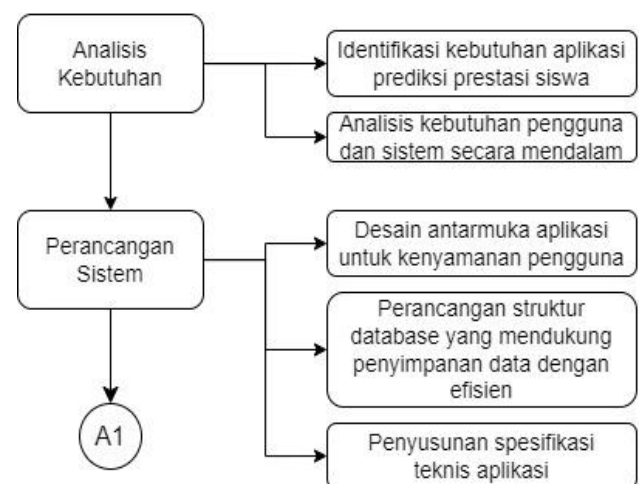 Analisis
Kebutuhan
Identifikasi kebutuhan aplikasi
prediksi prestasi siswa
Analisis kebutuhan pengguna
dan sistem secara mendalam
Perancangan
Sistem
Desain antarmuka aplikasi
untuk kenyamanan pengguna
Perancangan struktur
database yang mendukung
penyimpanan data dengan
efisien
A1
Penyusunan spesifikasi
teknis aplikasi